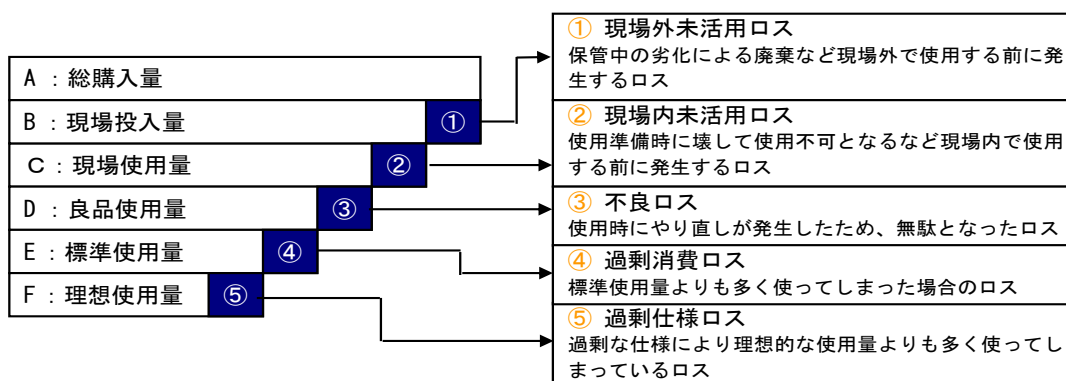 A：総購入量
B：現場投入量 ①
C：現場使用量 ②
D：良品使用量 ③
E：標準使用量 ④
F：理想使用量 ⑤
① 現場外未活用ロス
保管中の劣化による廃棄など現場外で使用する前に発
生するロス
② 現場内未活用ロス
使用準備時に壊して使用不可となるなど現場内で使用
する前に発生するロス
③ 不良ロス
使用時にやり直しが発生したため、無駄となったロス
④ 過剰消費ロス
標準使用量よりも多く使ってしまった場合のロス
⑤ 過剰仕様ロス
過剰な仕様により理想的な使用量よりも多く使ってし
まっているロス